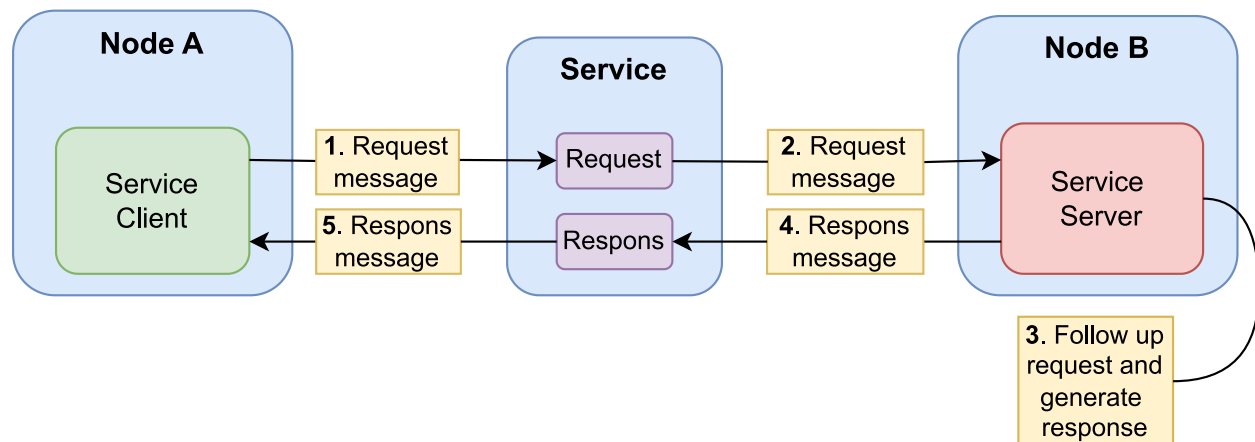 Node A
Service
Node B
Service
Client
1. Request
message
Request
2. Request
message
Service
Server
5. Respons
message
Respons
4. Respons
message
3. Follow up
request and
generate
response